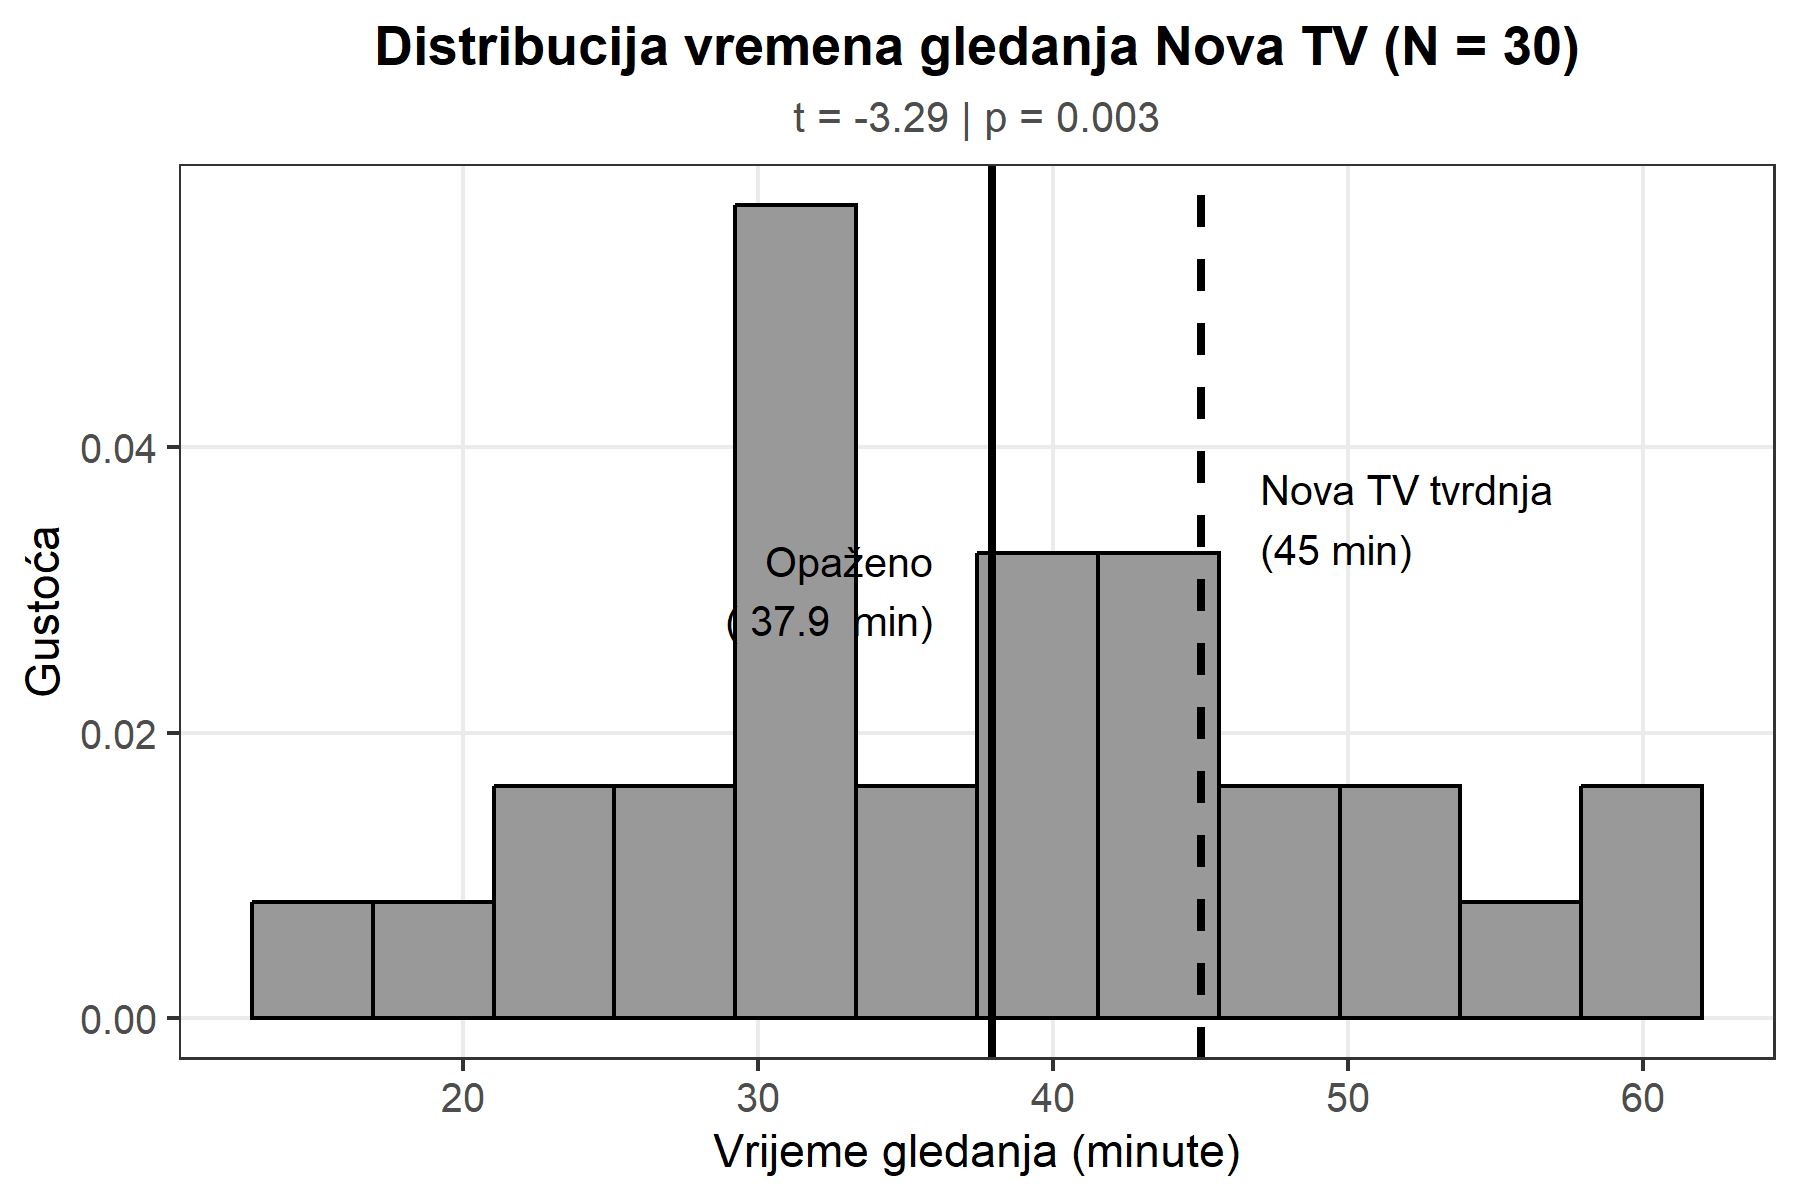 Distribucija vremena gledanja Nova TV (N = 30)
t = -3.29 | p = 0.003
Gustoća
0.04
0.02
0.00
Opaženo
( 37.9  min)
Nova TV tvrdnja
(45 min)
20
30
40
50
60
Vrijeme gledanja (minute)